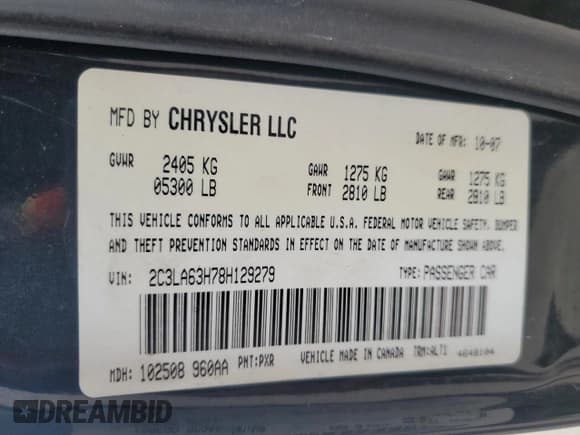 MFD BY CHRYSLER LLC
DATE OF MFR: 10-07
GVWR 2405 KG
05300 LB
GAWR 1275 KG
FRONT 2810 LB
GAWR 1275 KG
REAR 2810 LB
THIS VEHICLE CONFORMS TO ALL APPLICABLE U.S.A. FEDERAL MOTOR VEHICLE SAFETY, BUMPER
AND THEFT PREVENTION STANDARDS IN EFFECT ON THE DATE OF MANUFACTURE SHOWN ABOVE.
VIN: 2C3LA63H78H129279 TYPE: PASSENGER CAR
MDH: 102508 960AA PNT:PXR VEHICLE MADE IN CANADA TRM:AL71 4648104
DREAMBID